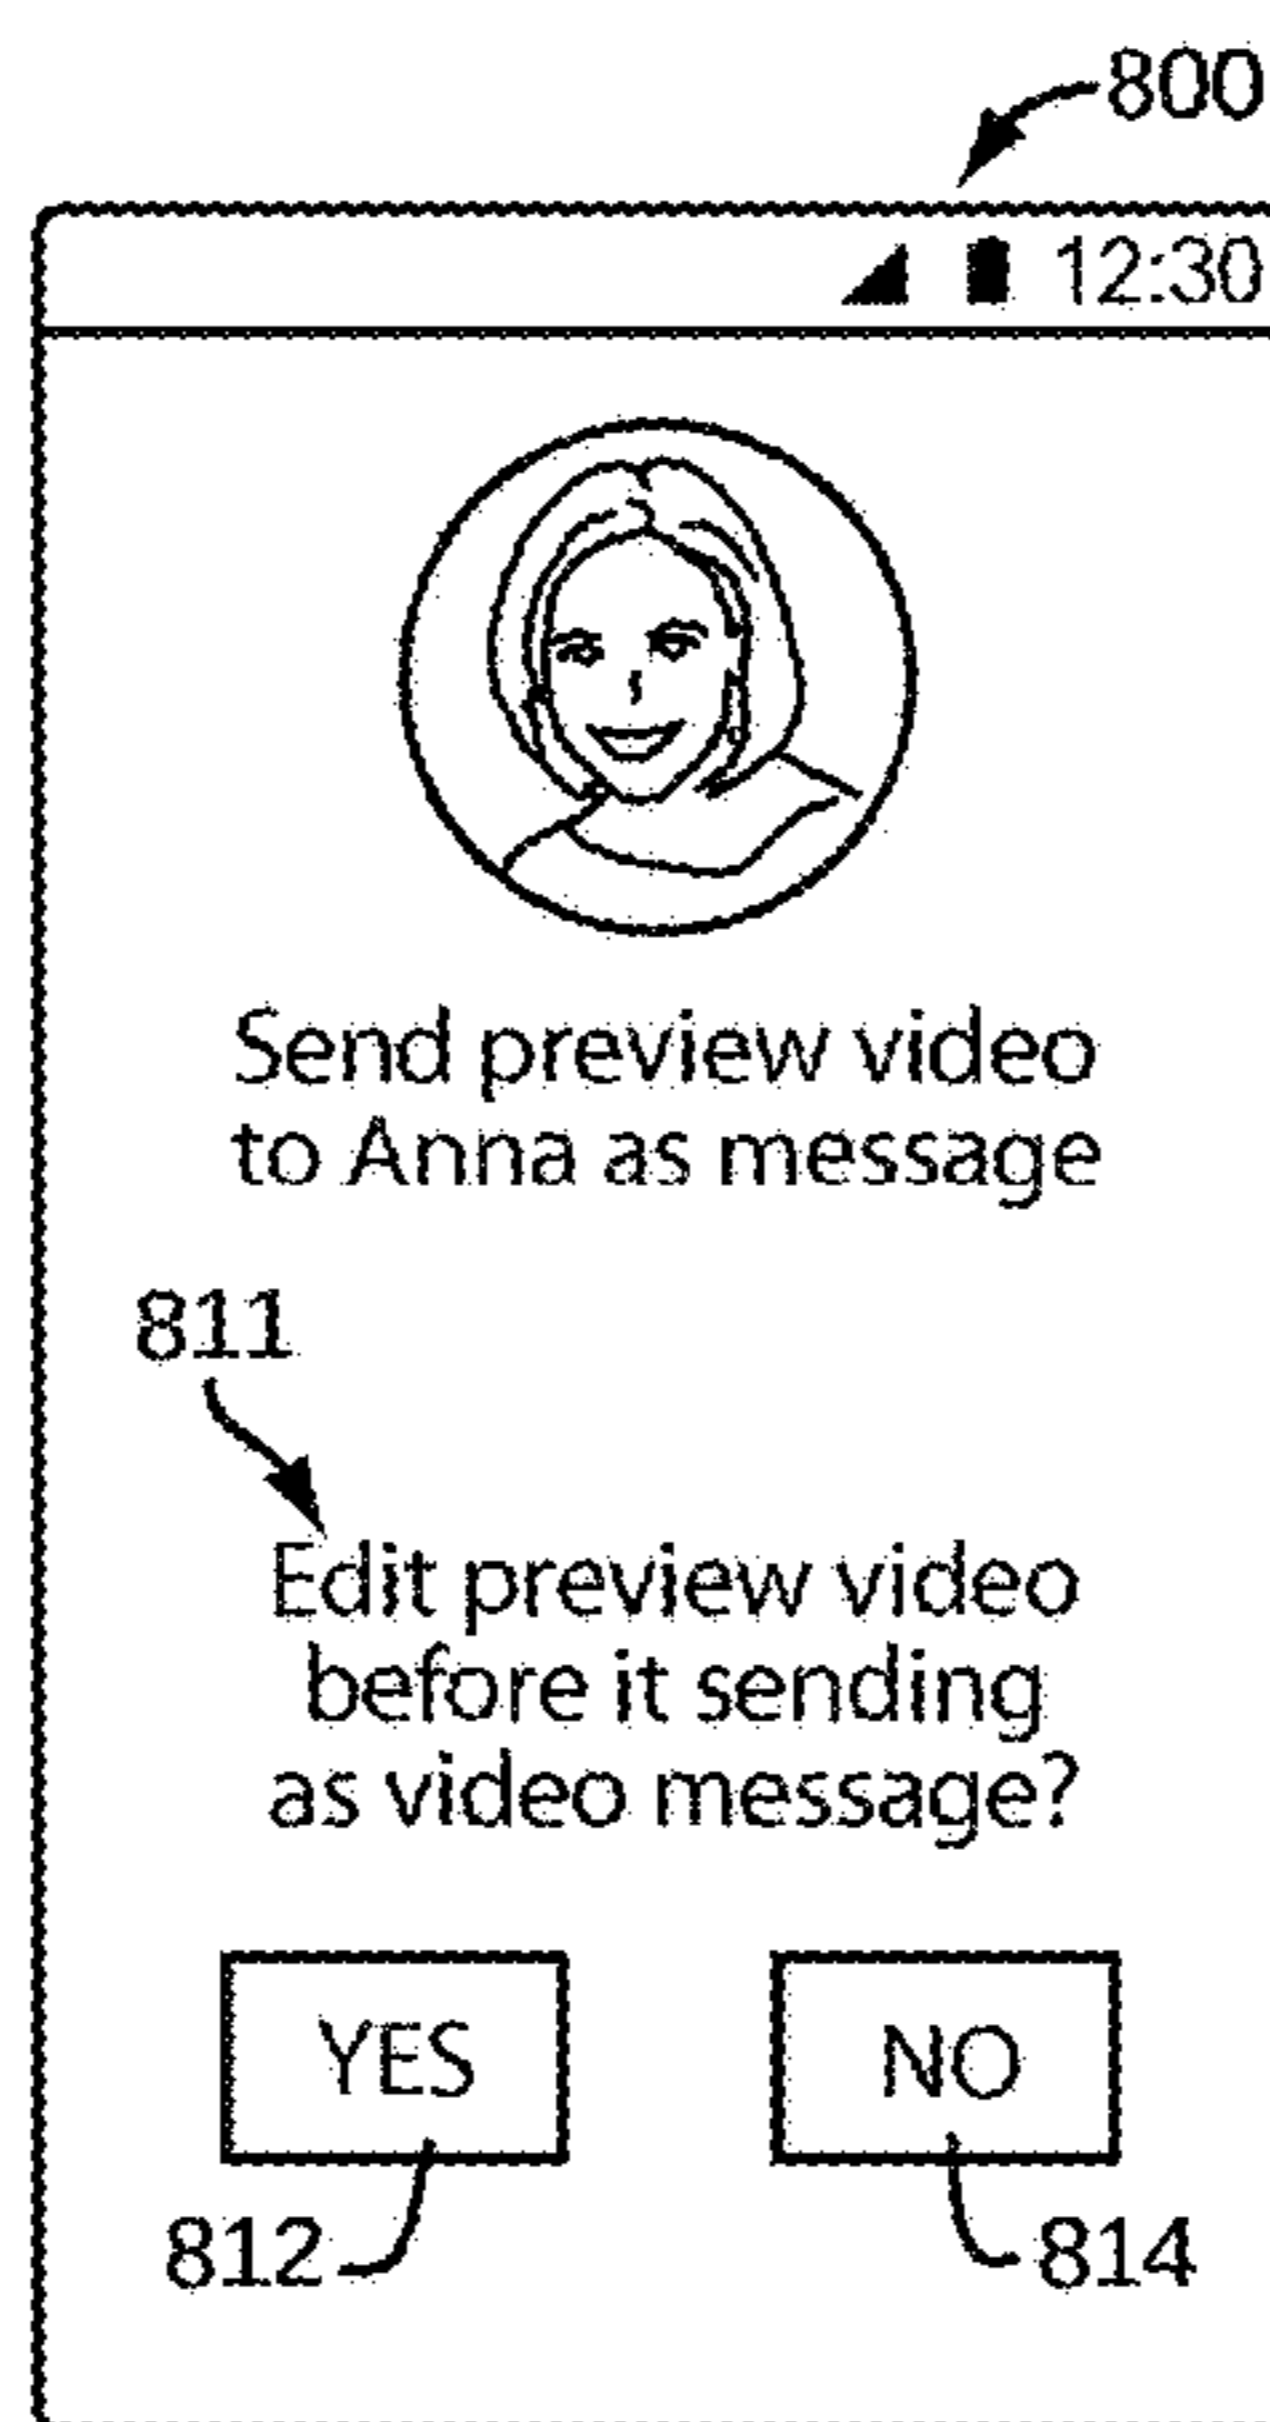 800
12:30
Send preview video
to Anna as message
811
Edit preview video
before it sending
as video message?
YES NO
812 814